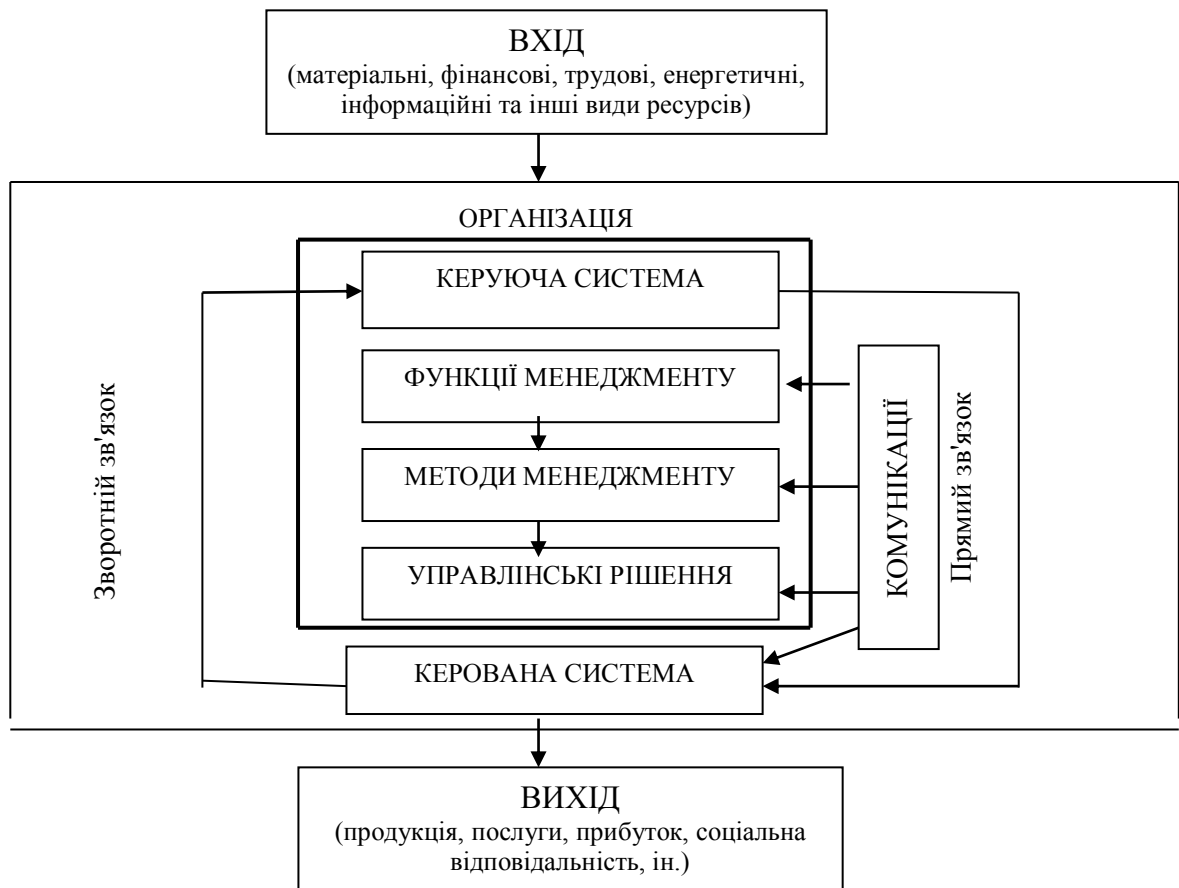 ВХІД
(матеріальні, фінансові, трудові, енергетичні,
інформаційні та інші види ресурсів)
ОРГАНІЗАЦІЯ
КЕРУЮЧА СИСТЕМА
ФУНКЦІЇ МЕНЕДЖМЕНТУ
МЕТОДИ МЕНЕДЖМЕНТУ
УПРАВЛІНСЬКІ РІШЕННЯ
КЕРОВАНА СИСТЕМА
Зворотній зв'язок
КОМУНІКАЦІЇ
Прямий зв'язок
ВИХІД
(продукція, послуги, прибуток, соціальна
відповідальність, ін.)